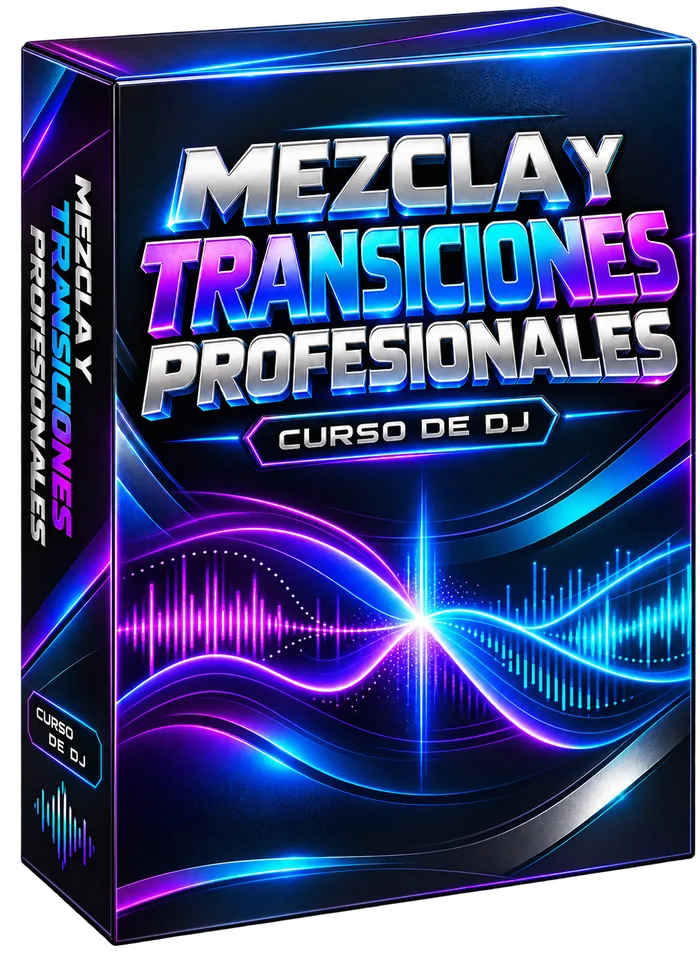 MEZCLA Y
TRANSICIONES
PROFESIONALES
CURSO DE DJ
MEZCLA Y
TRANSICIONES
PROFESIONALES
CURSO
DE DJ